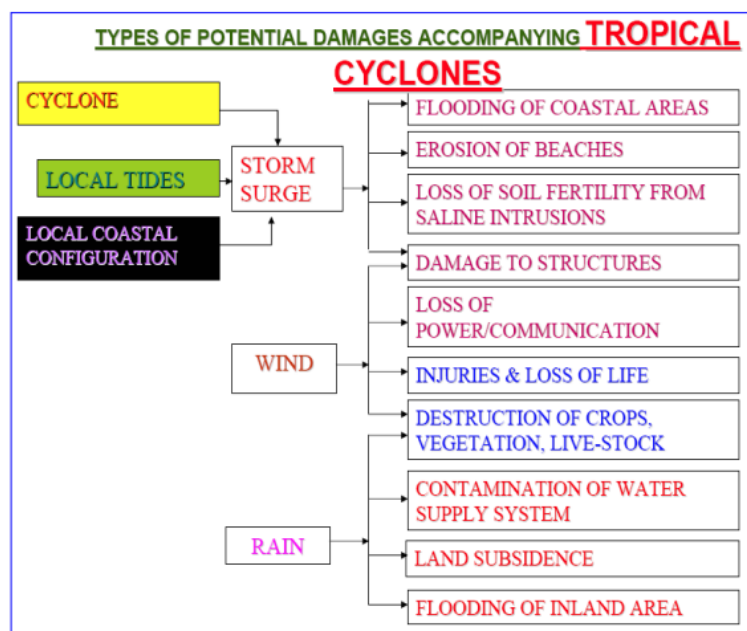 TYPES OF POTENTIAL DAMAGES ACCOMPANYING TROPICAL
CYCLONES
CYCLONE
LOCAL TIDES
LOCAL COASTAL
CONFIGURATION
STORM
SURGE
WIND
RAIN
FLOODING OF COASTAL AREAS
EROSION OF BEACHES
LOSS OF SOIL FERTILITY FROM
SALINE INTRUSIONS
DAMAGE TO STRUCTURES
LOSS OF
POWER/COMMUNICATION
INJURIES & LOSS OF LIFE
DESTRUCTION OF CROPS,
VEGETATION, LIVE-STOCK
CONTAMINATION OF WATER
SUPPLY SYSTEM
LAND SUBSIDENCE
FLOODING OF INLAND AREA